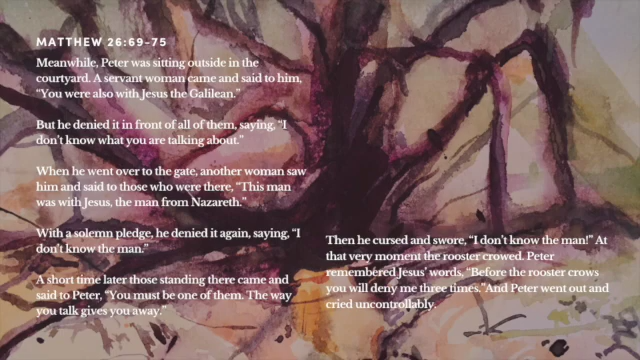 MATTHEW 26:69-75
Meanwhile, Peter was sitting outside in the
courtyard. A servant woman came and said to him,
“You were also with Jesus the Galilean.”
But he denied it in front of all of them, saying, “I
don’t know what you are talking about.”
When he went over to the gate, another woman saw
him and said to those who were there, “This man
was with Jesus, the man from Nazareth.”
With a solemn pledge, he denied it again, saying, “I
don’t know the man.”
A short time later those standing there came and
said to Peter, “You must be one of them. The way
you talk gives you away.”
Then he cursed and swore, “I don’t know the man!” At
that very moment the rooster crowed. Peter
remembered Jesus’ words, “Before the rooster crows
you will deny me three times.”And Peter went out and
cried uncontrollably.